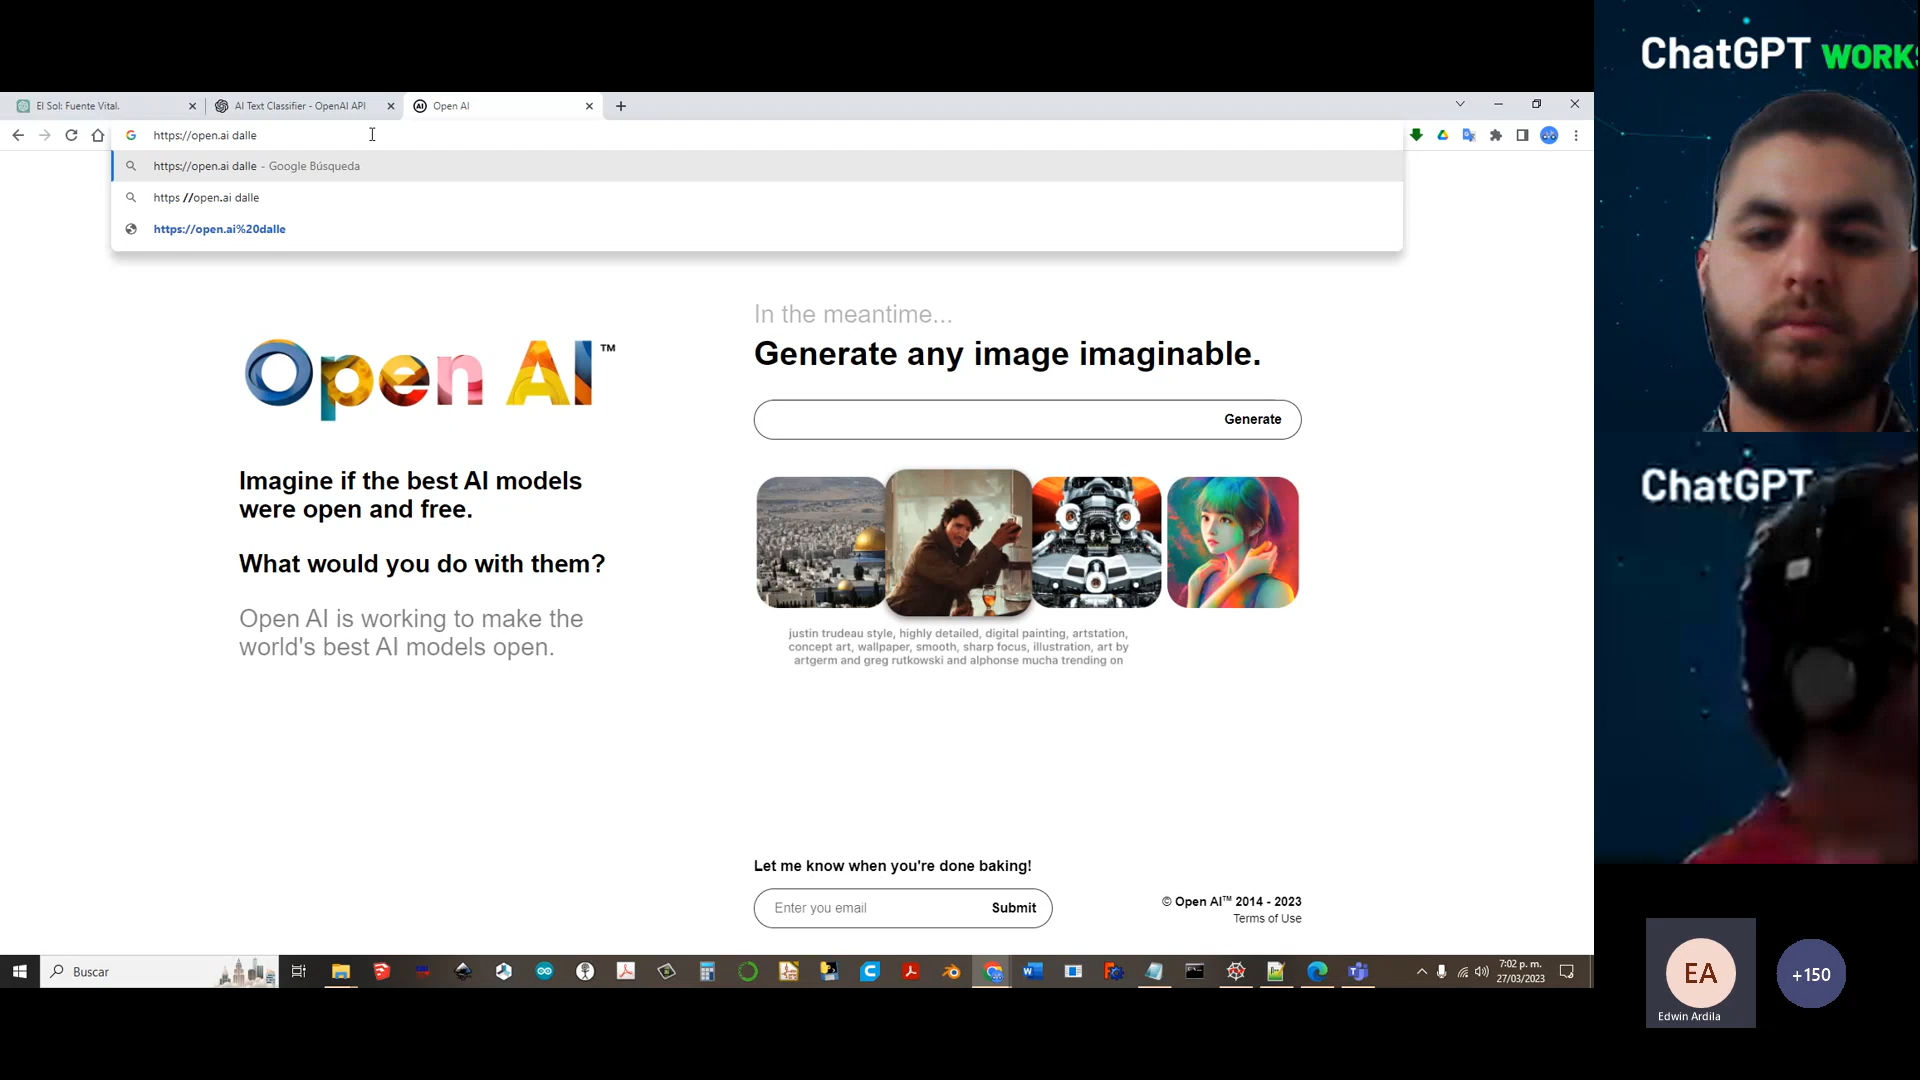 El Sol: Fuente Vital.
AI Text Classifier - OpenAI API
Open AI
https://open.ai dalle
https://open.ai dalle - Google Búsqueda
https //open.ai dalle
https://open.ai%20dalle
Open AI™
Imagine if the best AI models
were open and free.
What would you do with them?
Open AI is working to make the
world's best AI models open.
In the meantime...
Generate any image imaginable.
Generate
justin trudeau style, highly detailed, digital painting, artstation,
concept art, wallpaper, smooth, sharp focus, illustration, art by
artgerm and greg rutkowski and alphonse mucha trending on
Let me know when you're done baking!
Enter you email
Submit
© Open AI™ 2014 - 2023
Terms of Use
Buscar
7:02 p. m.
27/03/2023
ChatGPT WORKS
ChatGPT
EA
Edwin Ardila
+150